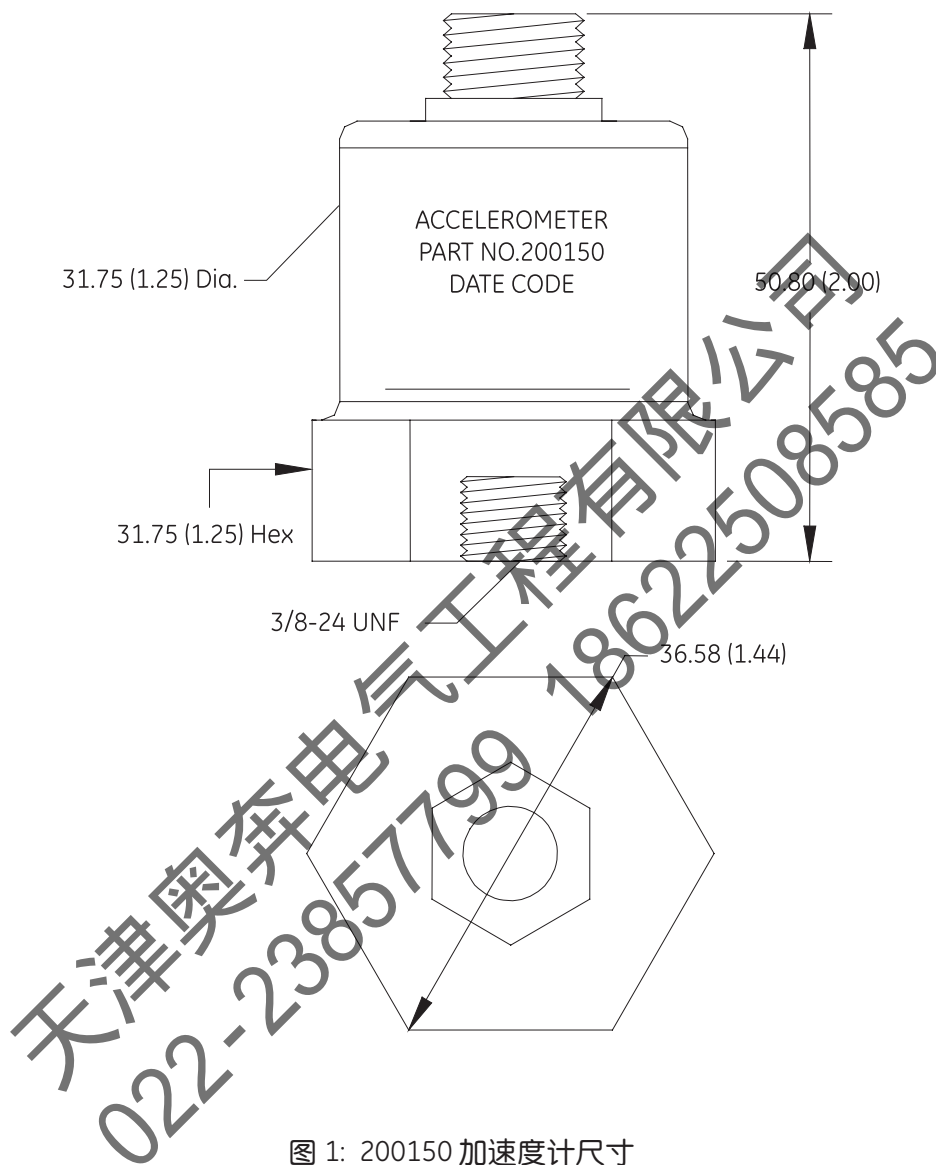 ACCELEROMETER
PART NO.200150
DATE CODE
31.75 (1.25) Dia.
50.80 (2.00)
31.75 (1.25) Hex
3/8-24 UNF
36.58 (1.44)
天津奥奔电气工程有限公司
022-23857799 18622508585
图 1: 200150 加速度计尺寸